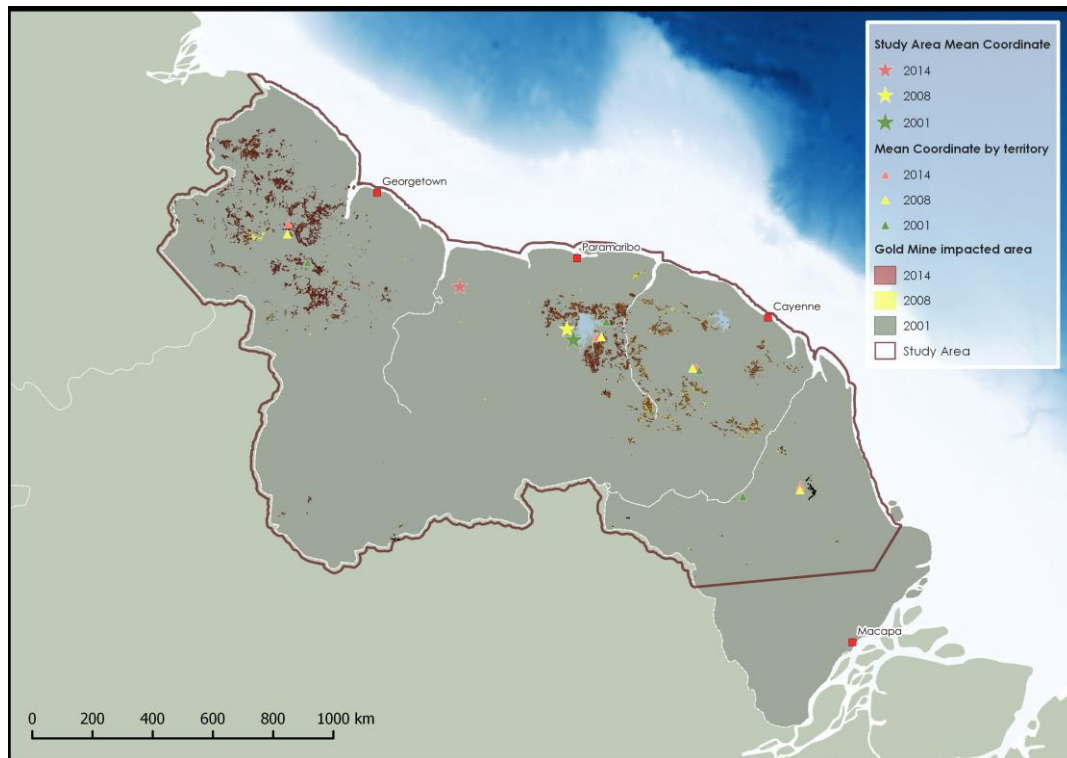 Study Area Mean Coordinate
2014
2008
2001
Mean Coordinate by territory
2014
2008
2001
Gold Mine impacted area
2014
2008
2001
Study Area
Georgetown
Paramaribo
Cayenne
Macapa
0 200 400 600 800 1000 km